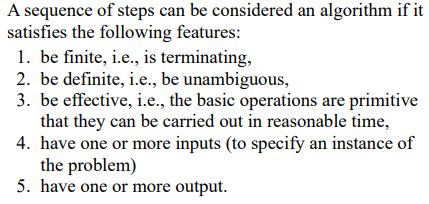 A sequence of steps can be considered an algorithm if it
satisfies the following features:
1. be finite, i.e., is terminating,
2. be definite, i.e., be unambiguous,
3. be effective, i.e., the basic operations are primitive
that they can be carried out in reasonable time,
4. have one or more inputs (to specify an instance of
the problem)
5. have one or more output.